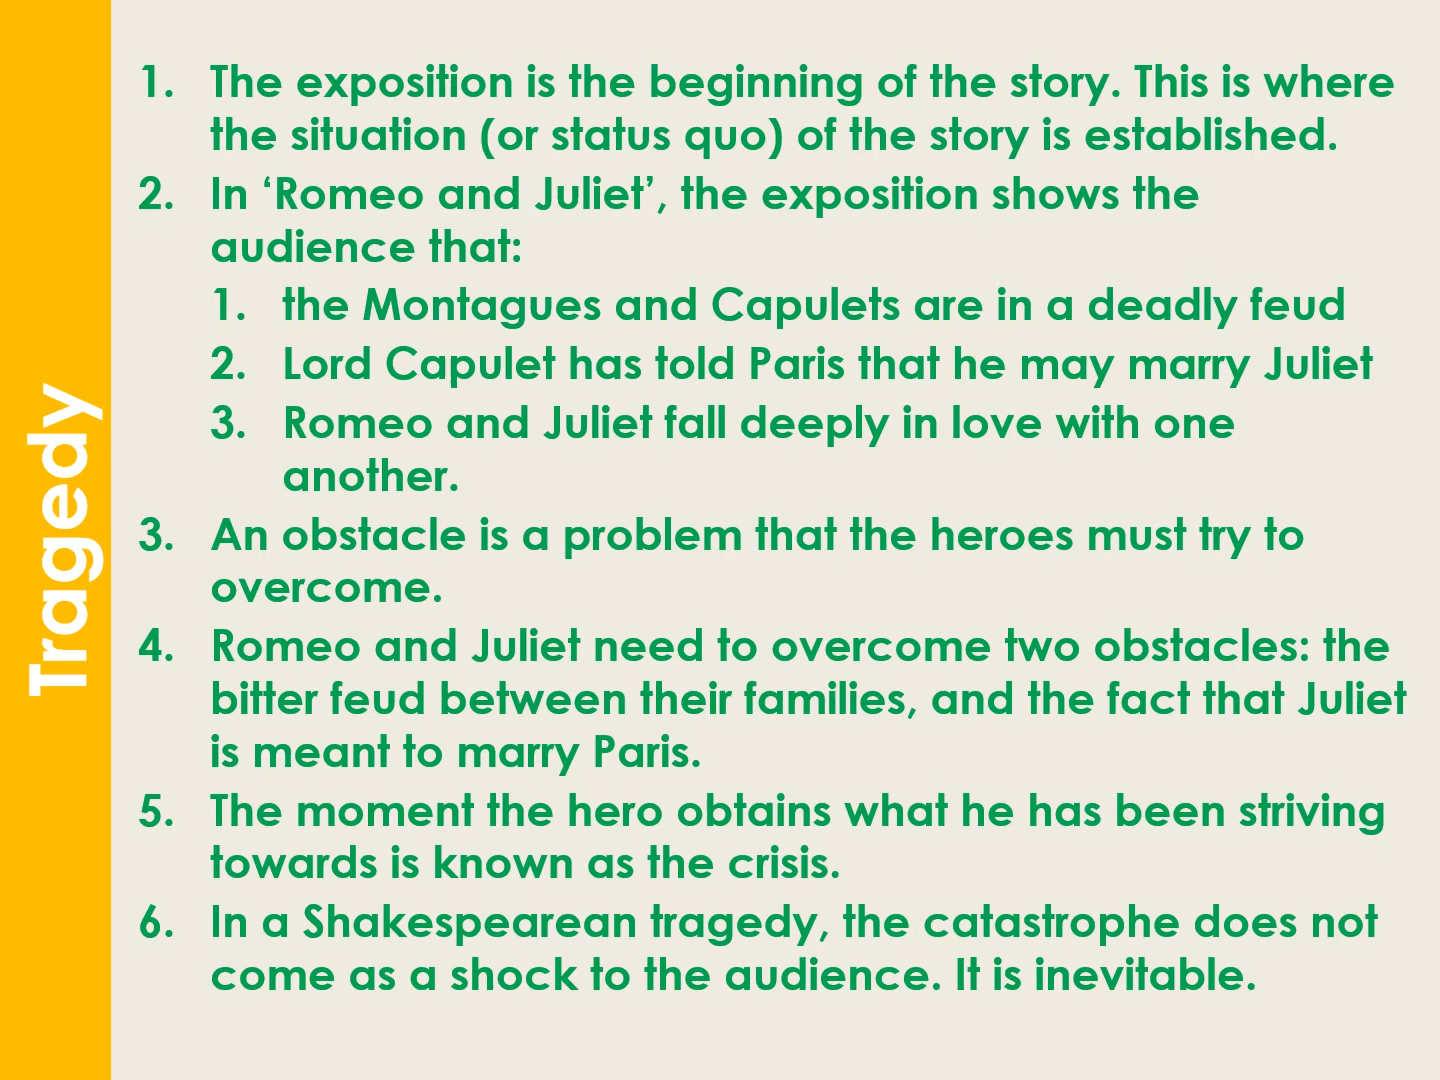 Tragedy
1. The exposition is the beginning of the story. This is where
the situation (or status quo) of the story is established.
2. In ‘Romeo and Juliet’, the exposition shows the
audience that:
1. the Montagues and Capulets are in a deadly feud
2. Lord Capulet has told Paris that he may marry Juliet
3. Romeo and Juliet fall deeply in love with one
another.
3. An obstacle is a problem that the heroes must try to
overcome.
4. Romeo and Juliet need to overcome two obstacles: the
bitter feud between their families, and the fact that Juliet
is meant to marry Paris.
5. The moment the hero obtains what he has been striving
towards is known as the crisis.
6. In a Shakespearean tragedy, the catastrophe does not
come as a shock to the audience. It is inevitable.